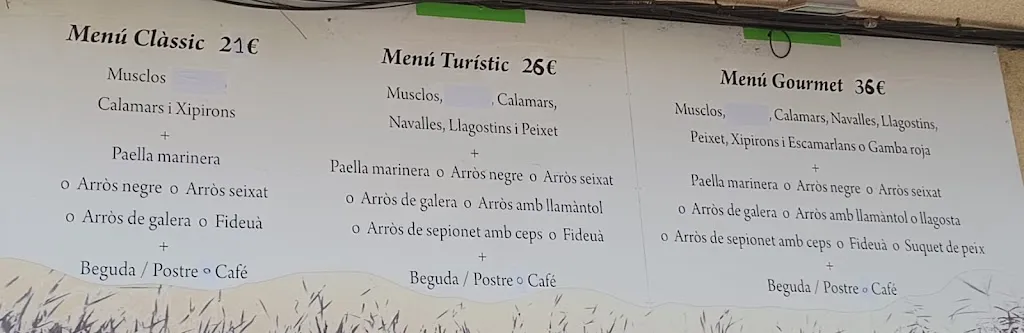 Menú Clàssic 21€
Musclos
Calamars i Xipirons
+
Paella marinera
o Arròs negre o Arròs seixat
o Arròs de galera o Fideuà
+
Beguda / Postre o Café
Menú Turístic 26€
Musclos, , Calamars,
Navalles, Llagostins i Peixet
+
Paella marinera o Arròs negre o Arròs seixat
o Arròs de galera o Arròs amb llamàntol
o Arròs de sepionet amb ceps o Fideuà
+
Beguda / Postre o Café
Menú Gourmet 36€
Musclos, , Calamars, Navalles, Llagostins,
Peixet, Xipirons i Escamarlans o Gamba roja
+
Paella marinera o Arròs negre o Arròs seixat
o Arròs de galera o Arròs amb llamàntol o llagosta
o Arròs de sepionet amb ceps o Fideuà o Suquet de peix
+
Beguda / Postre o Café